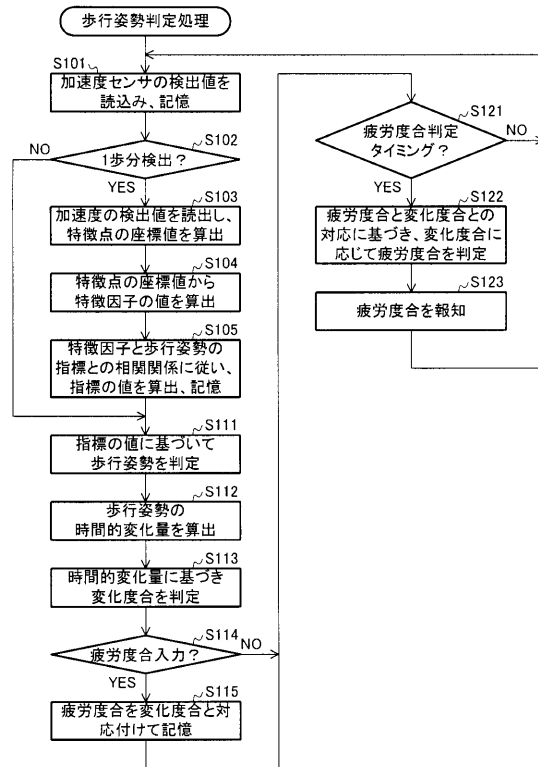 歩行姿勢判定処理
S101
加速度センサの検出値を
読込み、記憶
S102
1歩分検出？
NO
YES
S103
加速度の検出値を読出し、
特徴点の座標値を算出
S104
特徴点の座標値から
特徴因子の値を算出
S105
特徴因子と歩行姿勢の
指標との相関関係に従い、
指標の値を算出、記憶
S111
指標の値に基づいて
歩行姿勢を判定
S112
歩行姿勢の
時間的変化量を算出
S113
時間的変化量に基づき
変化度合を判定
S114
疲労度合入力？
NO
YES
S115
疲労度合を変化度合と対
応付けて記憶
S121
疲労度合判定
タイミング？
NO
YES
S122
疲労度合と変化度合との
対応に基づき、変化度合に
応じて疲労度合を判定
S123
疲労度合を報知